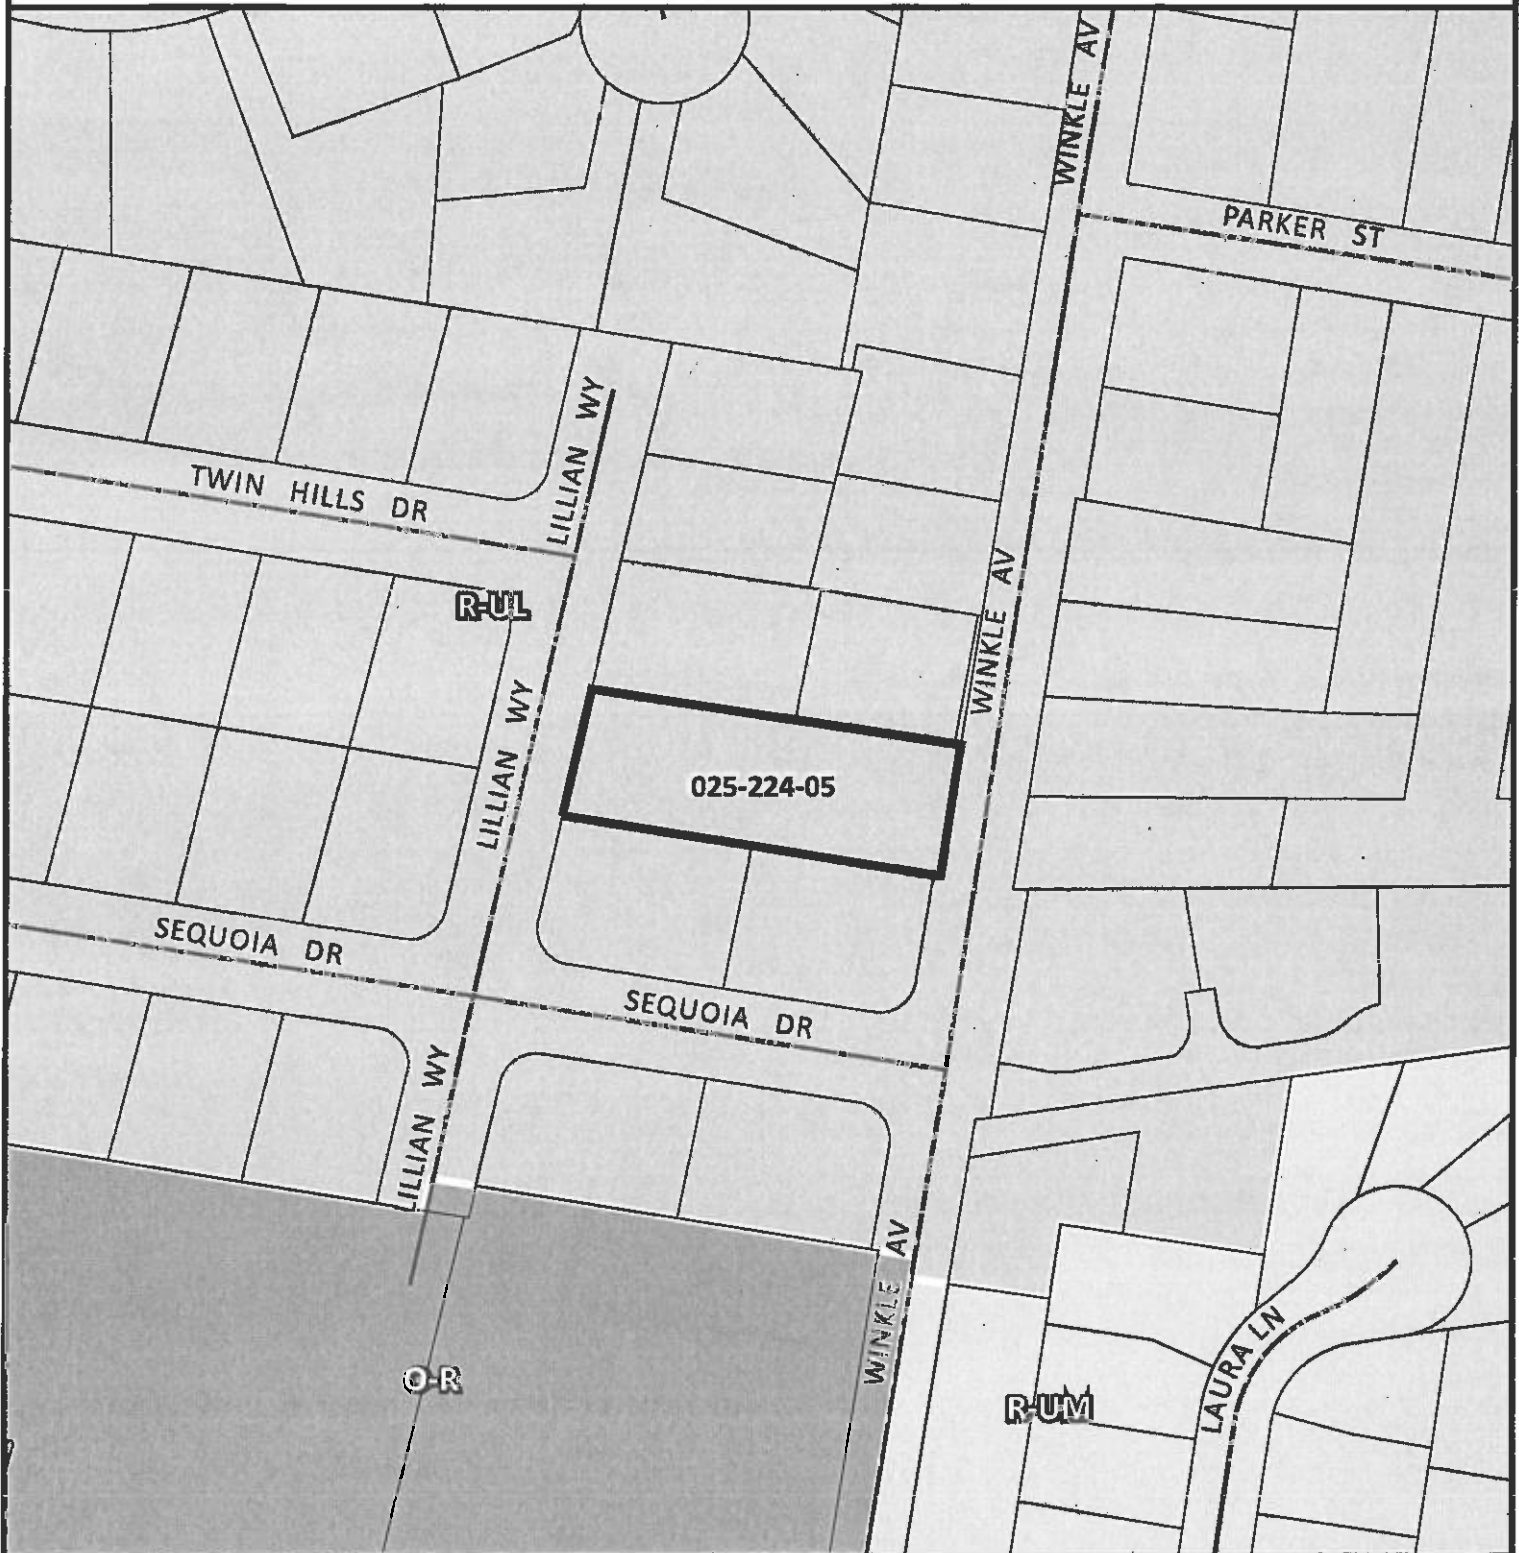 WINKLE AV
PARKER ST
LILLIAN WY
TWIN HILLS DR
R-UL
WINKLE AV
LILLIAN WY
025-224-05
SEQUOIA DR
SEQUOIA DR
LILLIAN WY
WINKLE AV
LAURA LN
O-R
R-UM